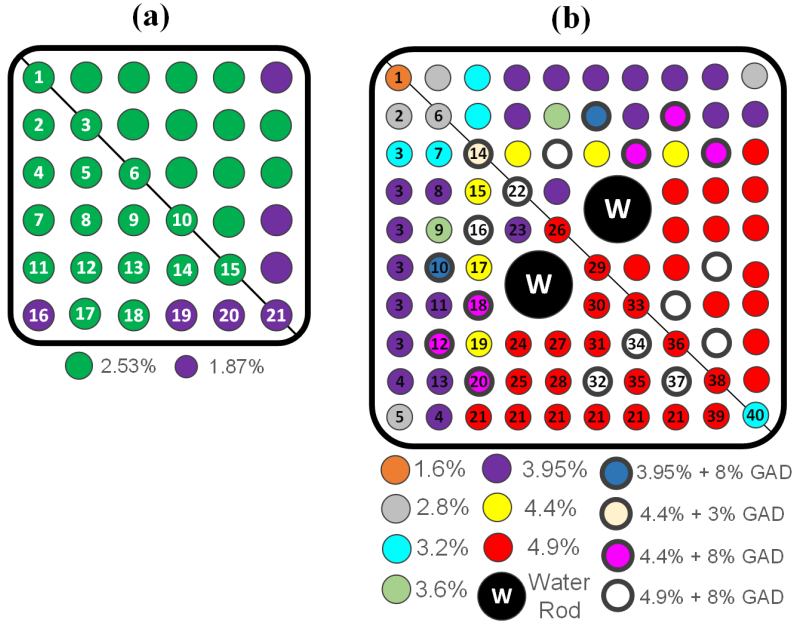 (a)
1
2 3
4 5 6
7 8 9 10
11 12 13 14 15
16 17 18 19 20 21
2.53% 1.87%
(b)
1
2 6
3 7 14
3 8 15 22
W
3 9 16 23 26
3 10 17 29
W
3 11 18 30 33
3 12 19 24 27 31 34 36
4 13 20 25 28 32 35 37 38
5 4 21 21 21 21 21 21 39 40
1.6% 3.95% 3.95% + 8% GAD
2.8% 4.4% 4.4% + 3% GAD
3.2% 4.9% 4.4% + 8% GAD
3.6% W Water
Rod 4.9% + 8% GAD